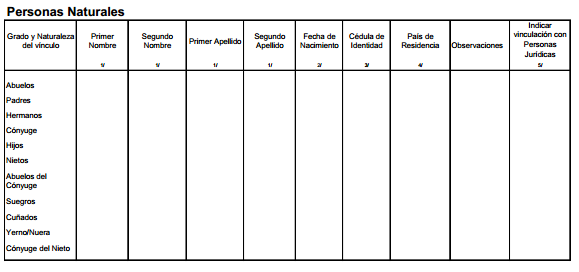 Personas Naturales
Grado y Naturaleza del vínculo
Primer Nombre
Segundo Nombre
Primer Apellido
Segundo Apellido
Fecha de Nacimiento
Cédula de Identidad
País de Residencia
Observaciones
Indicar vinculación con Personas Jurídicas
1/ 1/ 1/ 1/ 2/ 3/ 4/ 5/
Abuelos
Padres
Hermanos
Cónyuge
Hijos
Nietos
Abuelos del
Cónyuge
Suegros
Cuñados
Yerno/Nuera
Cónyuge del Nieto